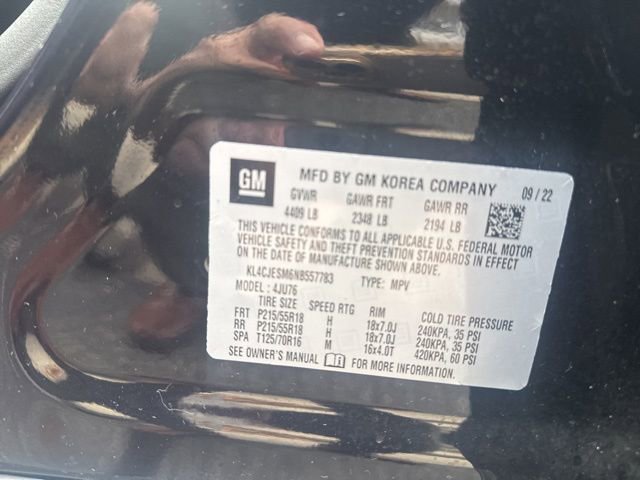 GM MFD BY GM KOREA COMPANY 09 / 22
GVWR GAWR FRT GAWR RR
4409 LB 2348 LB 2194 LB
THIS VEHICLE CONFORMS TO ALL APPLICABLE U.S. FEDERAL MOTOR
VEHICLE SAFETY AND THEFT PREVENTION STANDARDS IN EFFECT
ON THE DATE OF MANUFACTURE SHOWN ABOVE.
KL4CJESM6NB557783 TYPE: MPV
MODEL : 4JU76
TIRE SIZE SPEED RTG RIM COLD TIRE PRESSURE
FRT P215/55R18 H 18x7.0J 240KPA, 35 PSI
RR P215/55R18 H 18x7.0J 240KPA, 35 PSI
SPA T125/70R16 M 16x4.0T 420KPA, 60 PSI
SEE OWNER'S MANUAL FOR MORE INFORMATION.